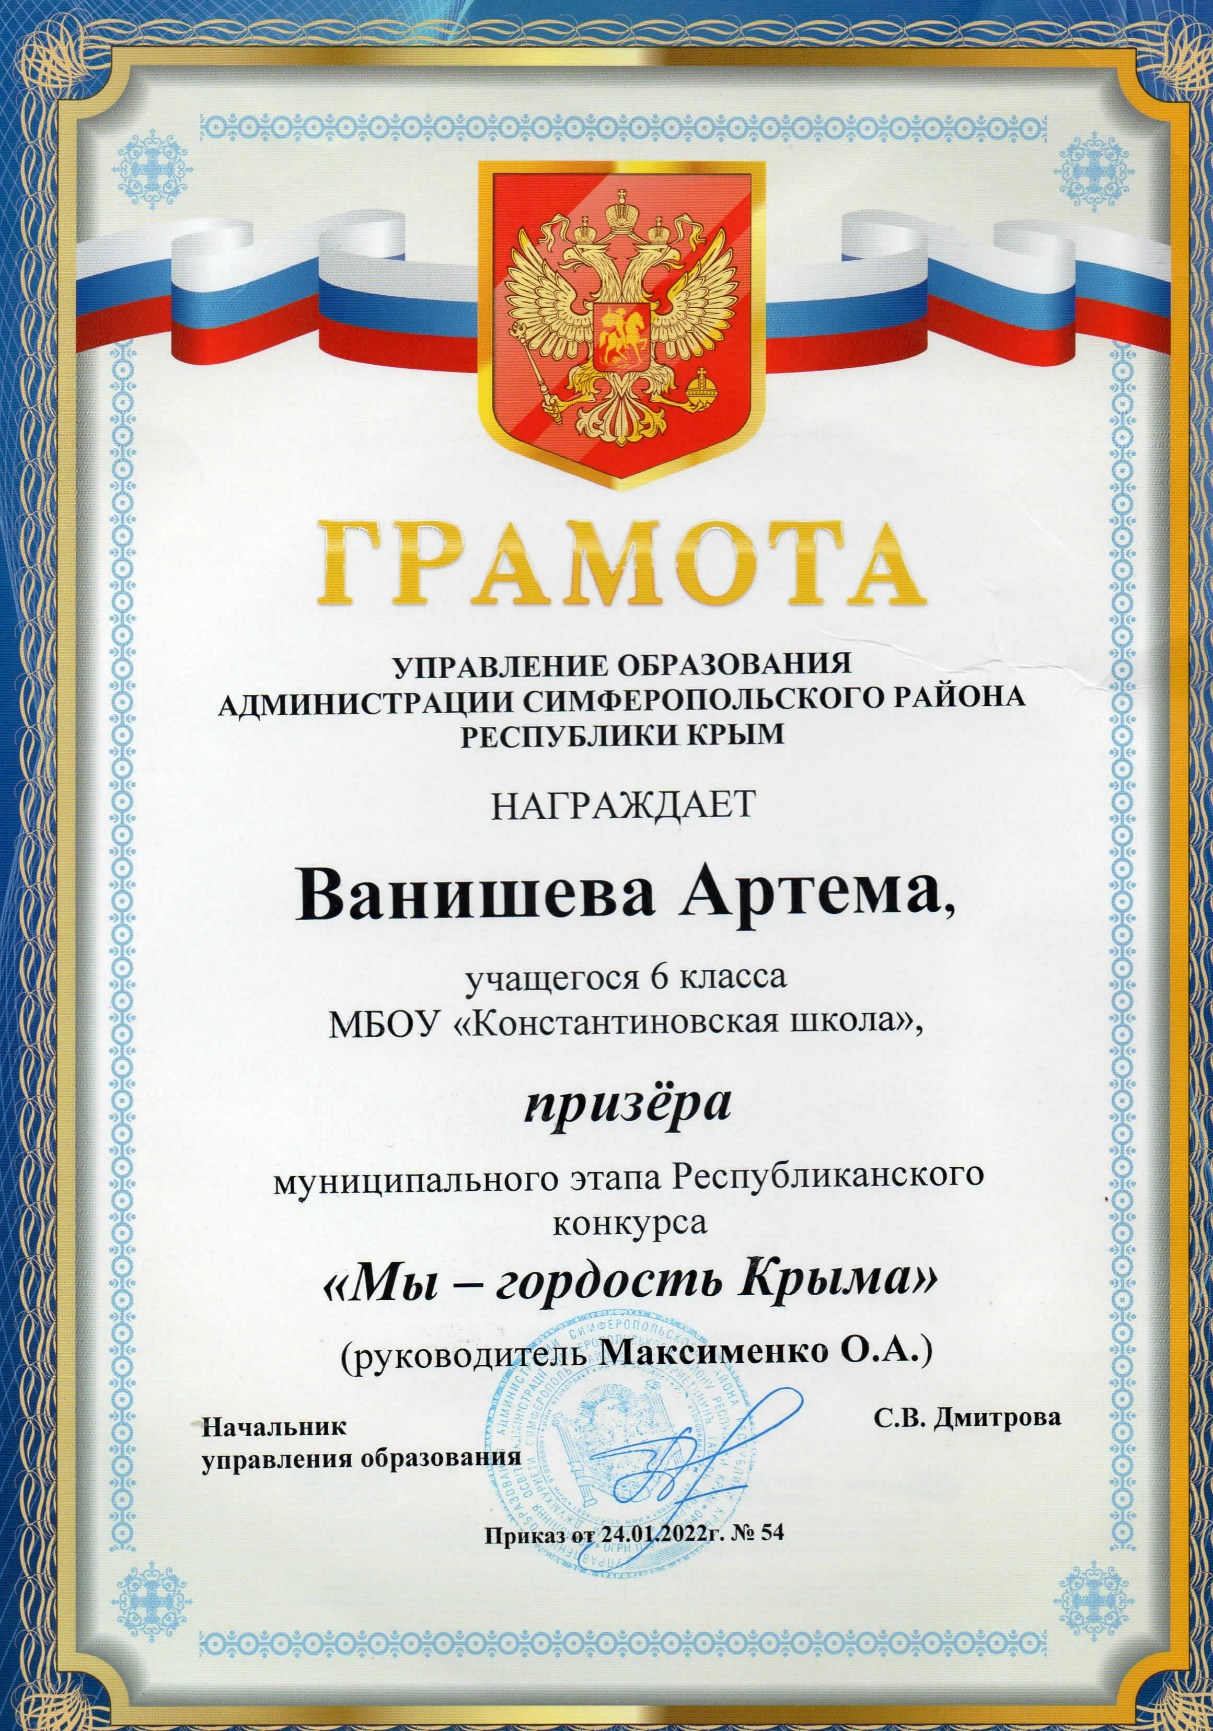 ГРАМОТА
УПРАВЛЕНИЕ ОБРАЗОВАНИЯ
АДМИНИСТРАЦИИ СИМФЕРОПОЛЬСКОГО РАЙОНА
РЕСПУБЛИКИ КРЫМ
НАГРАЖДАЕТ
Ванишева Артема,
учащегося 6 класса
МБОУ «Константиновская школа»,
призёра
муниципального этапа Республиканского
конкурса
«Мы – гордость Крыма»
(руководитель Максименко О.А.)
Начальник
управления образования
С.В. Дмитрова
Приказ от 24.01.2022г. № 54